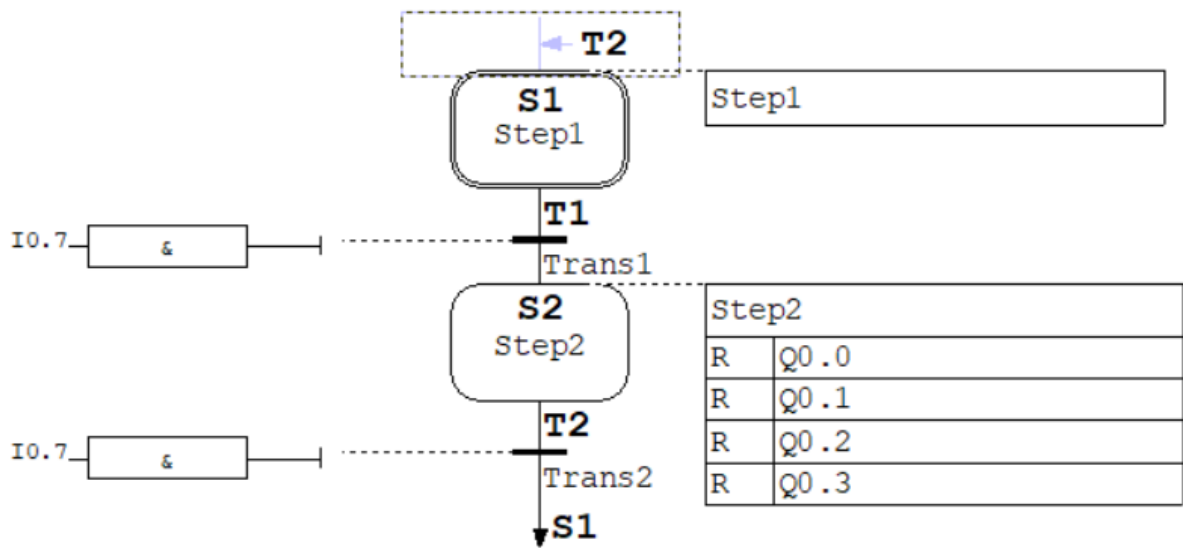 T2
S1
Step1
Step1
T1
I0.7
&
Trans1
S2
Step2
Step2
R Q0.0
R Q0.1
R Q0.2
R Q0.3
T2
I0.7
&
Trans2
S1